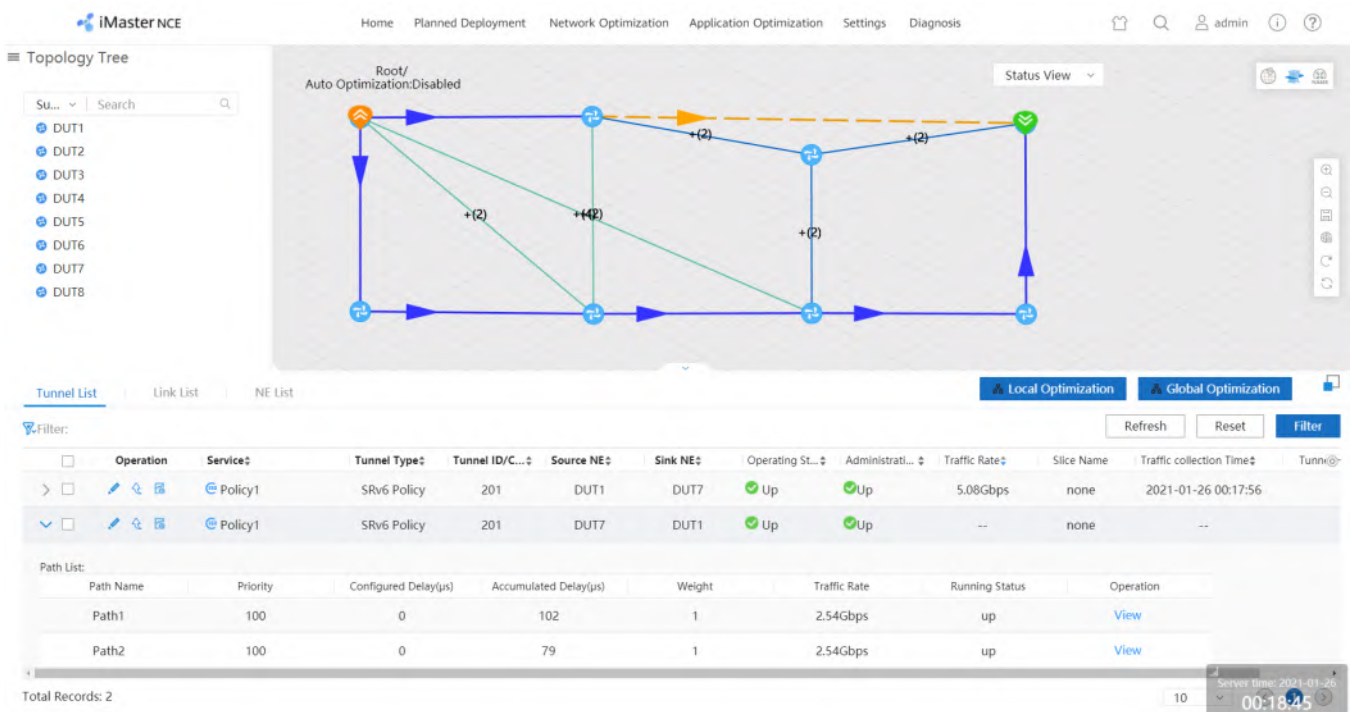 iMaster NCE
Home Planned Deployment Network Optimization Application Optimization Settings Diagnosis
admin
Topology Tree
Su... Search
DUT1
DUT2
DUT3
DUT4
DUT5
DUT6
DUT7
DUT8
Root/
Auto Optimization:Disabled
Status View
+(2)
+(2)
+(2)
+(2)
Tunnel List Link List NE List
Local Optimization Global Optimization
Filter:
Refresh Reset Filter
Operation Service Tunnel Type Tunnel ID/C... Source NE Sink NE Operating St... Administrati... Traffic Rate Slice Name Traffic collection Time Tunn
Policy1 SRv6 Policy 201 DUT1 DUT7 Up Up 5.08Gbps none 2021-01-26 00:17:56
Policy1 SRv6 Policy 201 DUT7 DUT1 Up Up -- none --
Path List:
Path Name Priority Configured Delay(μs) Accumulated Delay(μs) Weight Traffic Rate Running Status Operation
Path1 100 0 102 1 2.54Gbps up View
Path2 100 0 79 1 2.54Gbps up View
Total Records: 2
10
Server time: 2021-01-26
00:18:45